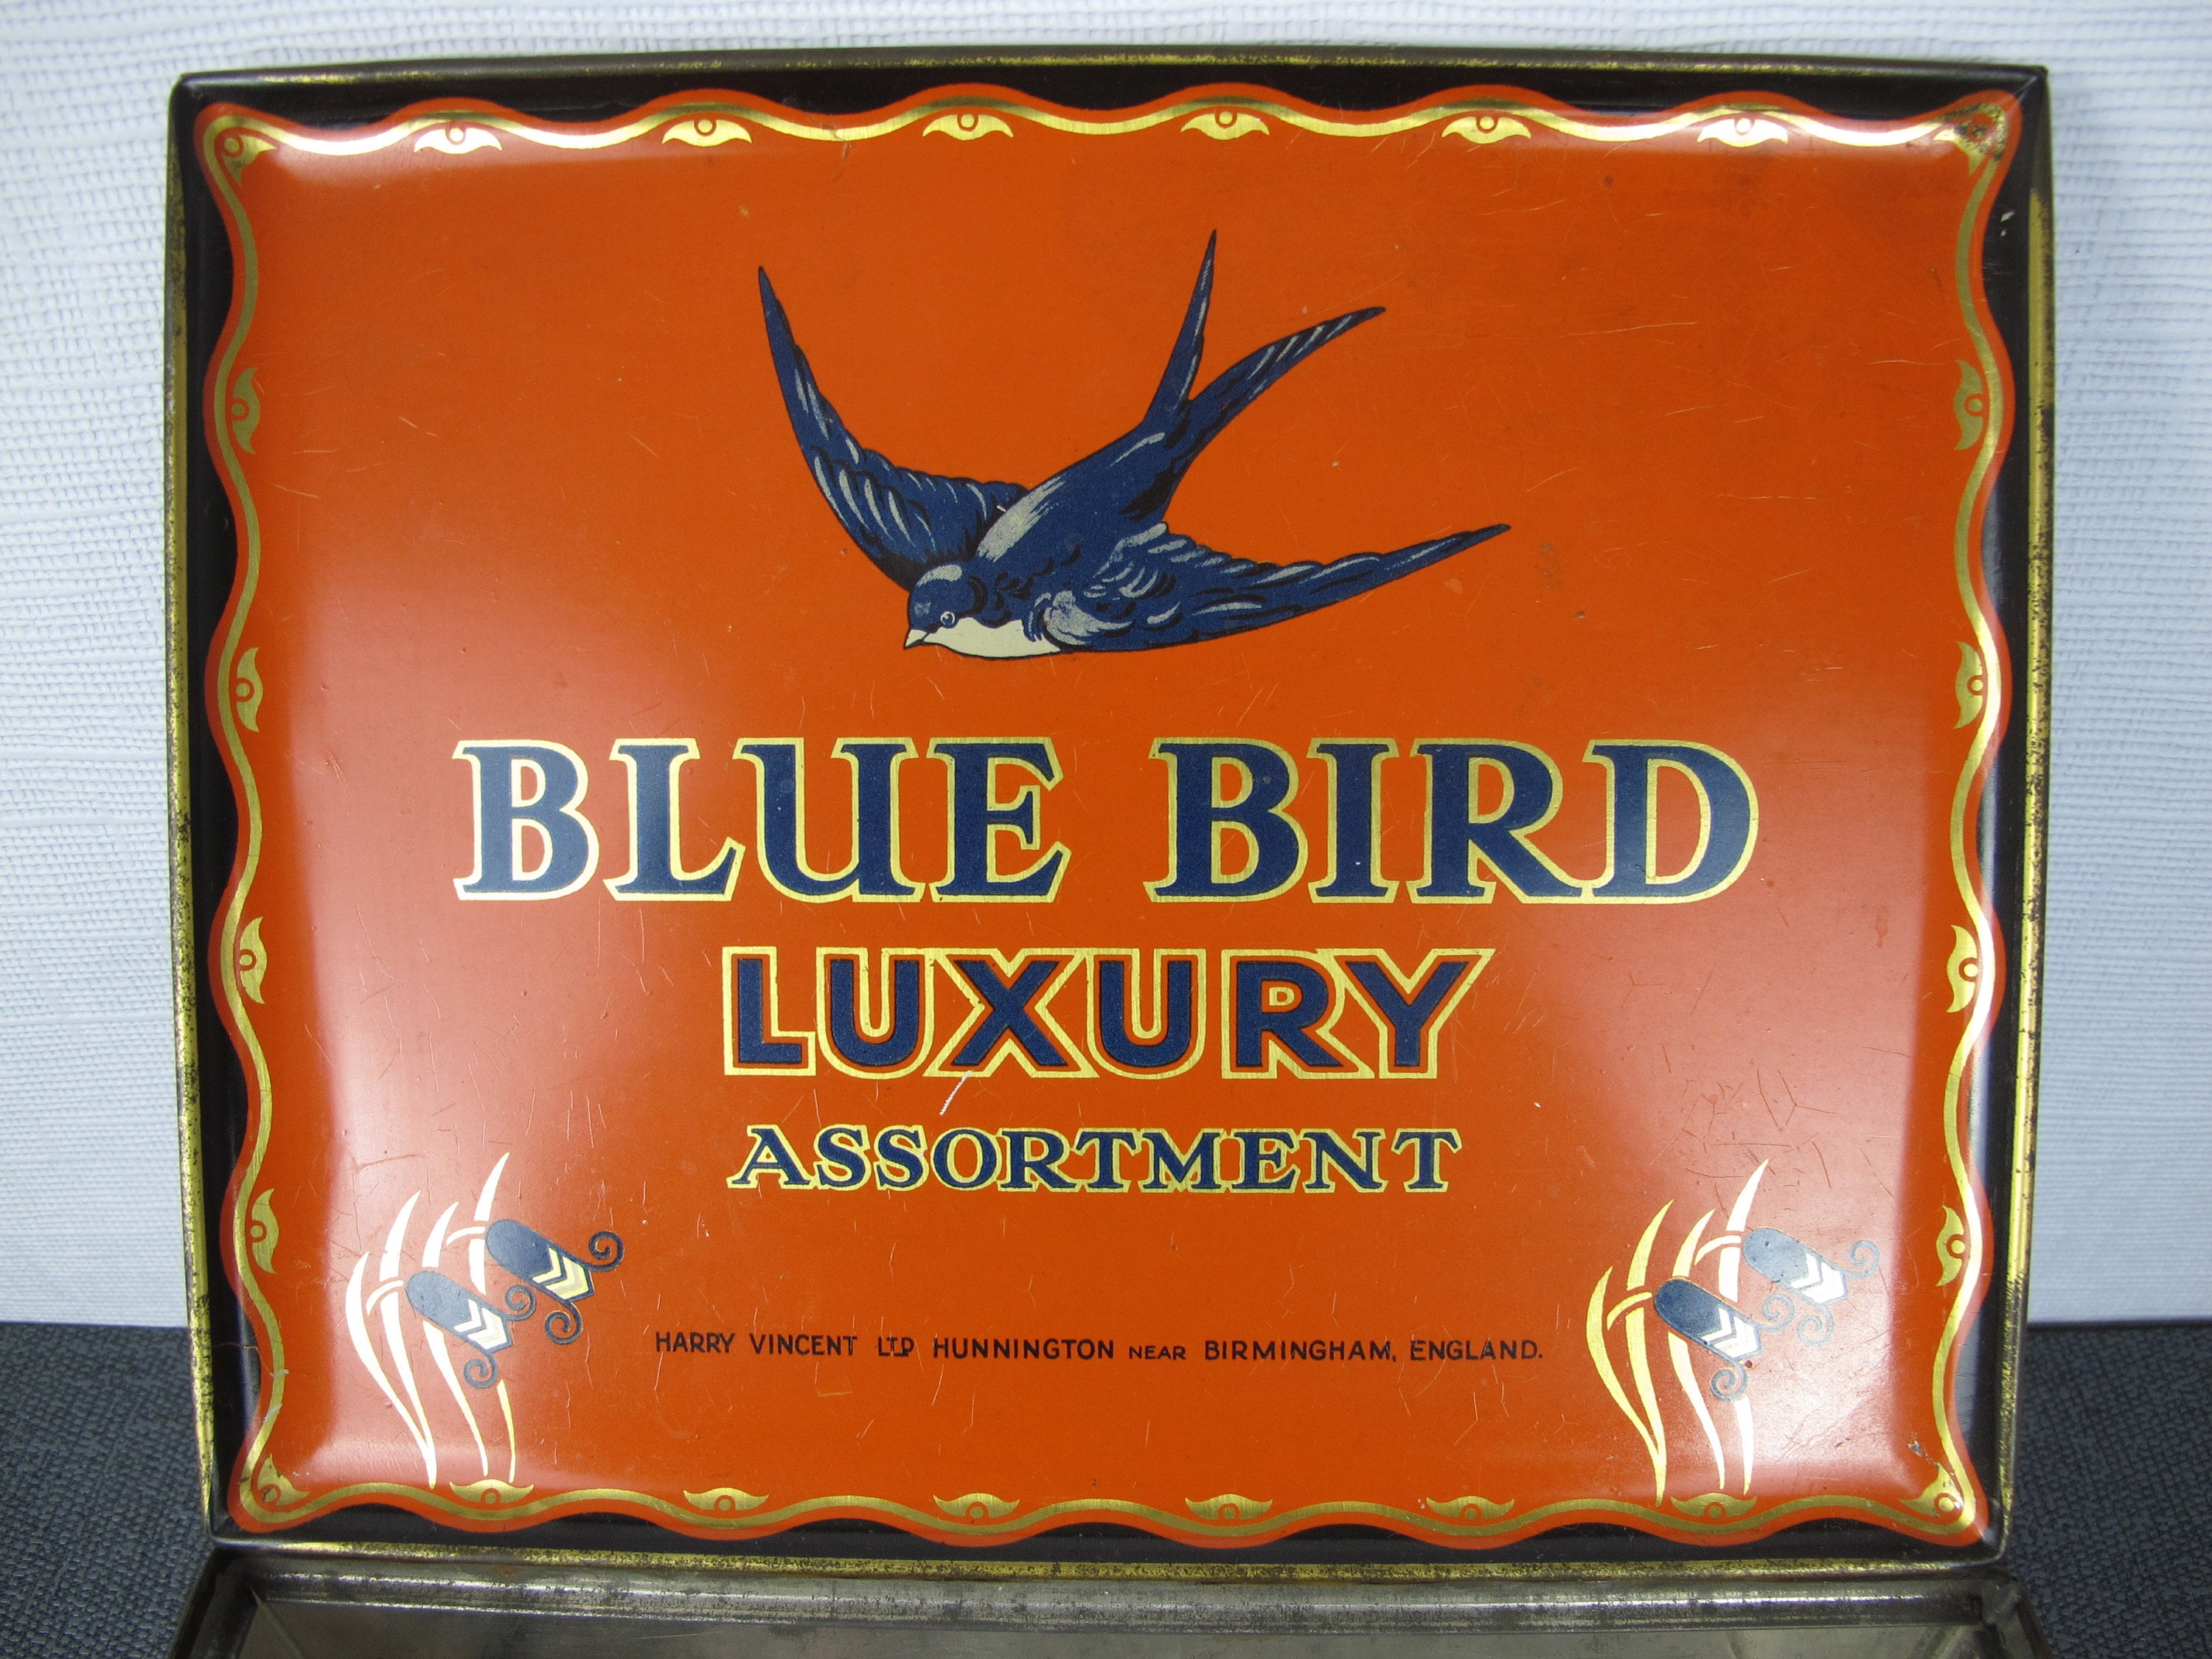 BLUE BIRD
LUXURY
ASSORTMENT
HARRY VINCENT LTD HUNNINGTON NEAR BIRMINGHAM, ENGLAND.